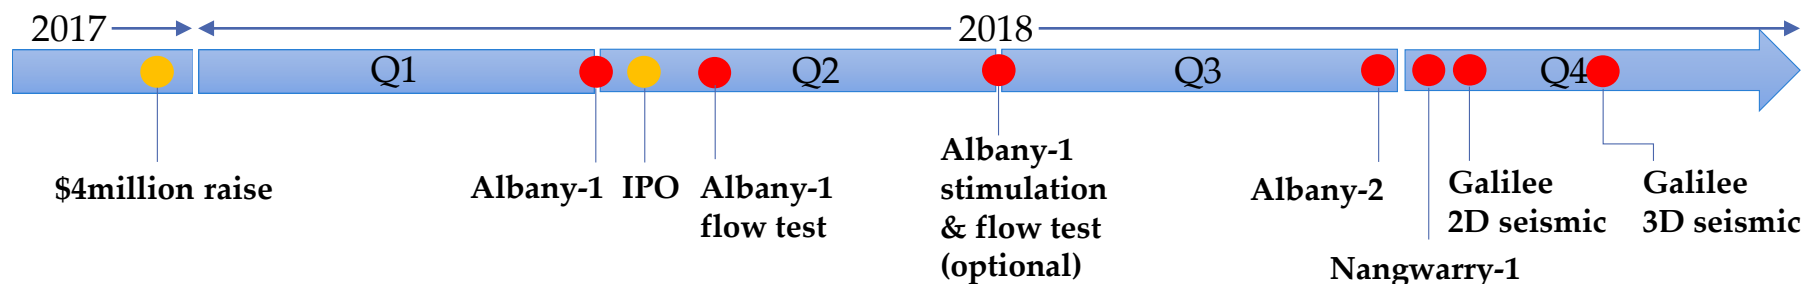 2017
2018
Q1
Q2
Q3
Q4
$4million raise
Albany-1
IPO
Albany-1
flow test
Albany-1
stimulation
& flow test
(optional)
Albany-2
Nangwarry-1
Galilee
2D seismic
Galilee
3D seismic